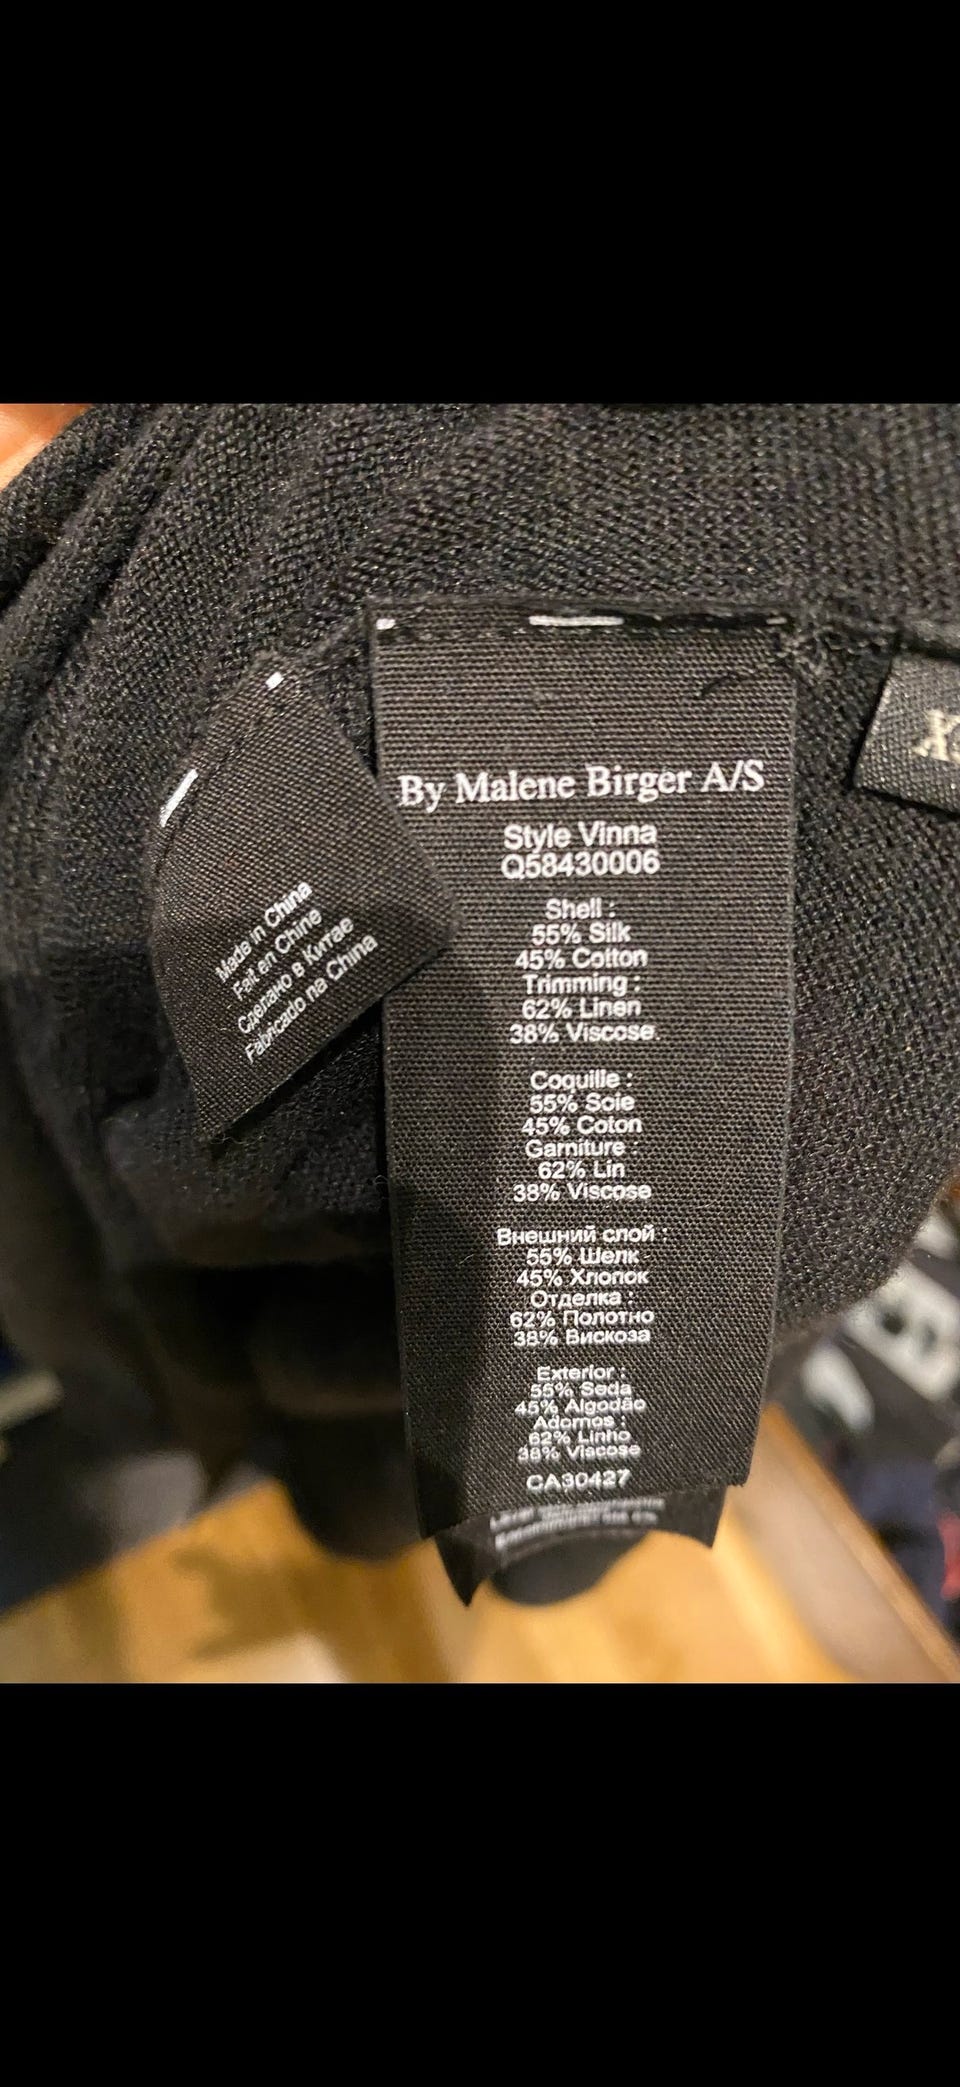 By Malene Birger A/S
Style Vinna
Q58430006
Shell :
55% Silk
45% Cotton
Trimming :
62% Linen
38% Viscose
Coquille :
55% Soie
45% Coton
Garniture :
62% Lin
38% Viscose
Внешний слой :
55% Шелк
45% Хлопок
Отделка :
62% Полотно
38% Вискоза
Exterior :
55% Seda
45% Algodão
Adornos :
62% Linho
38% Viscose
CA30427
Made in China
Fait en Chine
Сделано в Китае
Fabricado na China